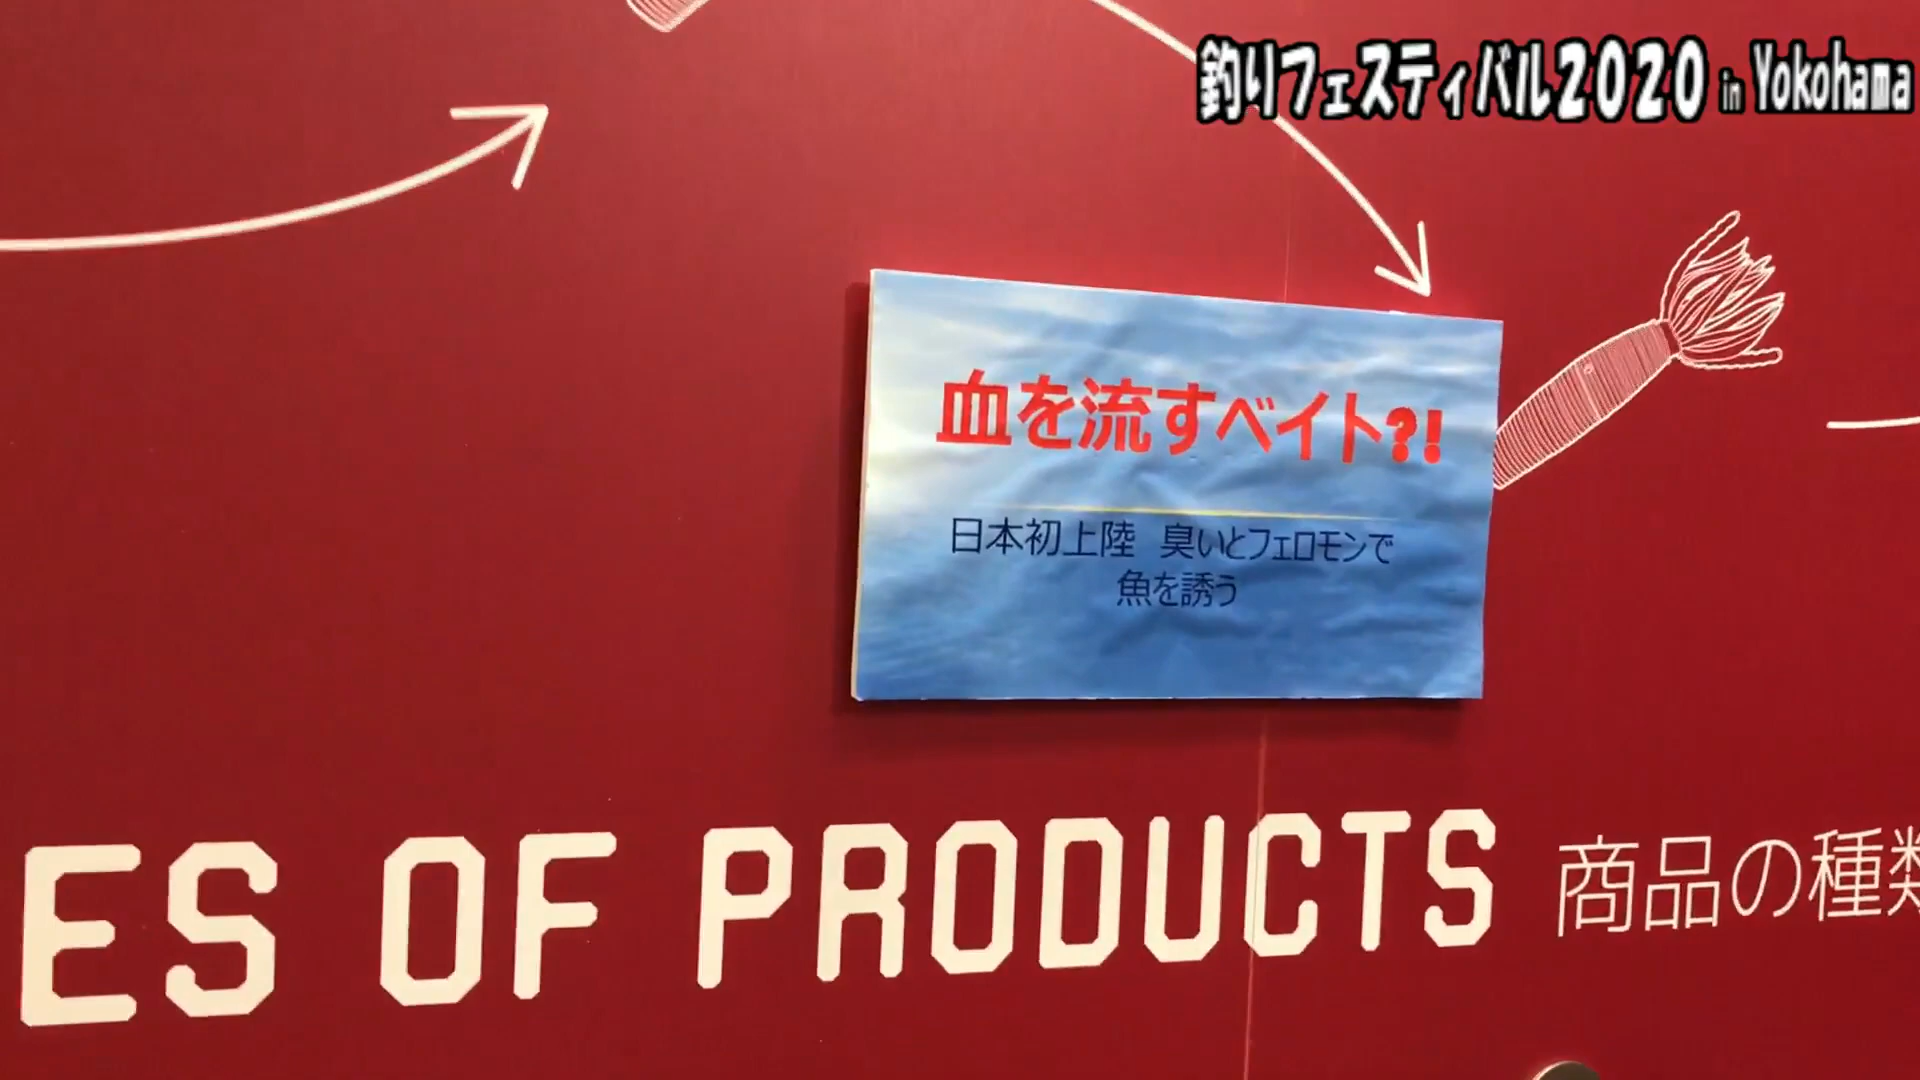 釣りフェスティバル2020 in Yokohama
血を流すベイト?!
日本初上陸 臭いとフェロモンで
魚を誘う
ES OF PRODUCTS 商品の種類